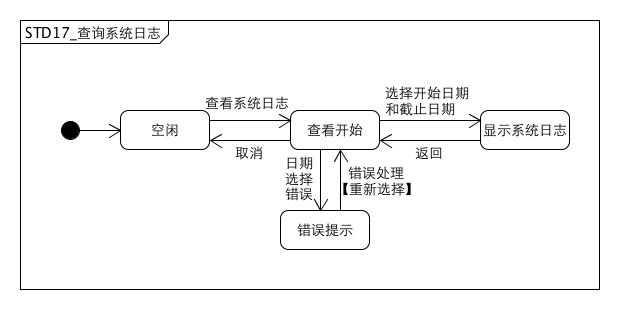 STD17_查询系统日志
查看系统日志
选择开始日期
和截止日期
空闲
查看开始
显示系统日志
取消
返回
日期
选择
错误
错误处理
【重新选择】
错误提示